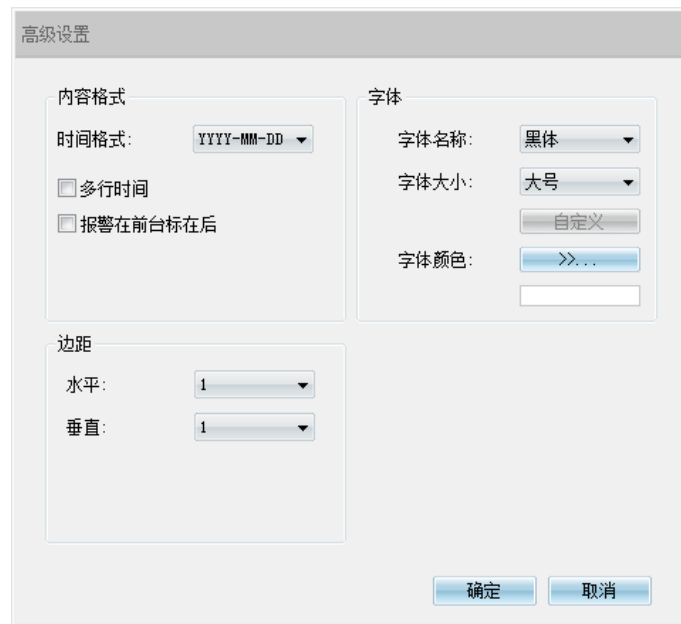 高级设置
内容格式
时间格式:
YYYY-MM-DD
多行时间
报警在前台标在后
字体
字体名称:
黑体
字体大小:
大号
自定义
字体颜色:
>>...
边距
水平:
1
垂直:
1
确定
取消